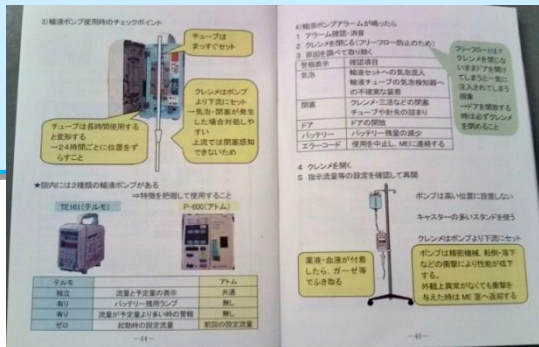 3)輸液ポンプ使用時のチェックポイント
チューブは
まっすぐセット
クレンメはポンプ
より下流にセット
→気泡・閉塞が発生
した場合対処しや
すい
上流では閉塞感知
できないため
チューブは長時間使用する
と変形する
→24時間ごとに位置をず
らすこと
★院内には2種類の輸液ポンプがある
⇒特徴を把握して使用すること
TE161(テルモ)
P-600(アトム)
テルモ アトム
独立 流量と予定量の表示 共通
有り バッテリー残用ランプ 無し
有り 流量が予定量より多い時の警報 無し
ゼロ 起動時の設定流量 前回の設定流量
-44-
4)輸液ポンプアラームが鳴ったら
1 アラーム確認・消音
2 クレンメを閉じる(フリーフロー防止のため)
3 原因を調べて取り除く
警報表示 確認項目
気泡 輸液セットへの気泡混入
輸液チューブの気泡検知器へ
の不確実な装着
閉塞 クレンメ・三活などの閉塞
チューブや針先の詰まり
ドア ドアの開放
バッテリー バッテリー残量の減少
エラーコード 使用を中止し、MEに連絡する
フリーフローは?
クレンメを閉じな
いままドアを開け
てしまうと一気に
注入されてしまう
現象
→ドアを開放する
時は必ずクレンメ
を閉めること
4 クレンメを開く
5 指示流量等の設定を確認して再開
ポンプは高い位置に設置しない
キャスターの多いスタンドを使う
クレンメはポンプより下流にセット
薬液・血液が付着
したら、ガーゼ等
でふき取る
ポンプは精密機械、転倒・落下
などの衝撃により性能が低下
する。
外観上異常がなくても衝撃を
与えた時は ME 室へ返却する
-45-